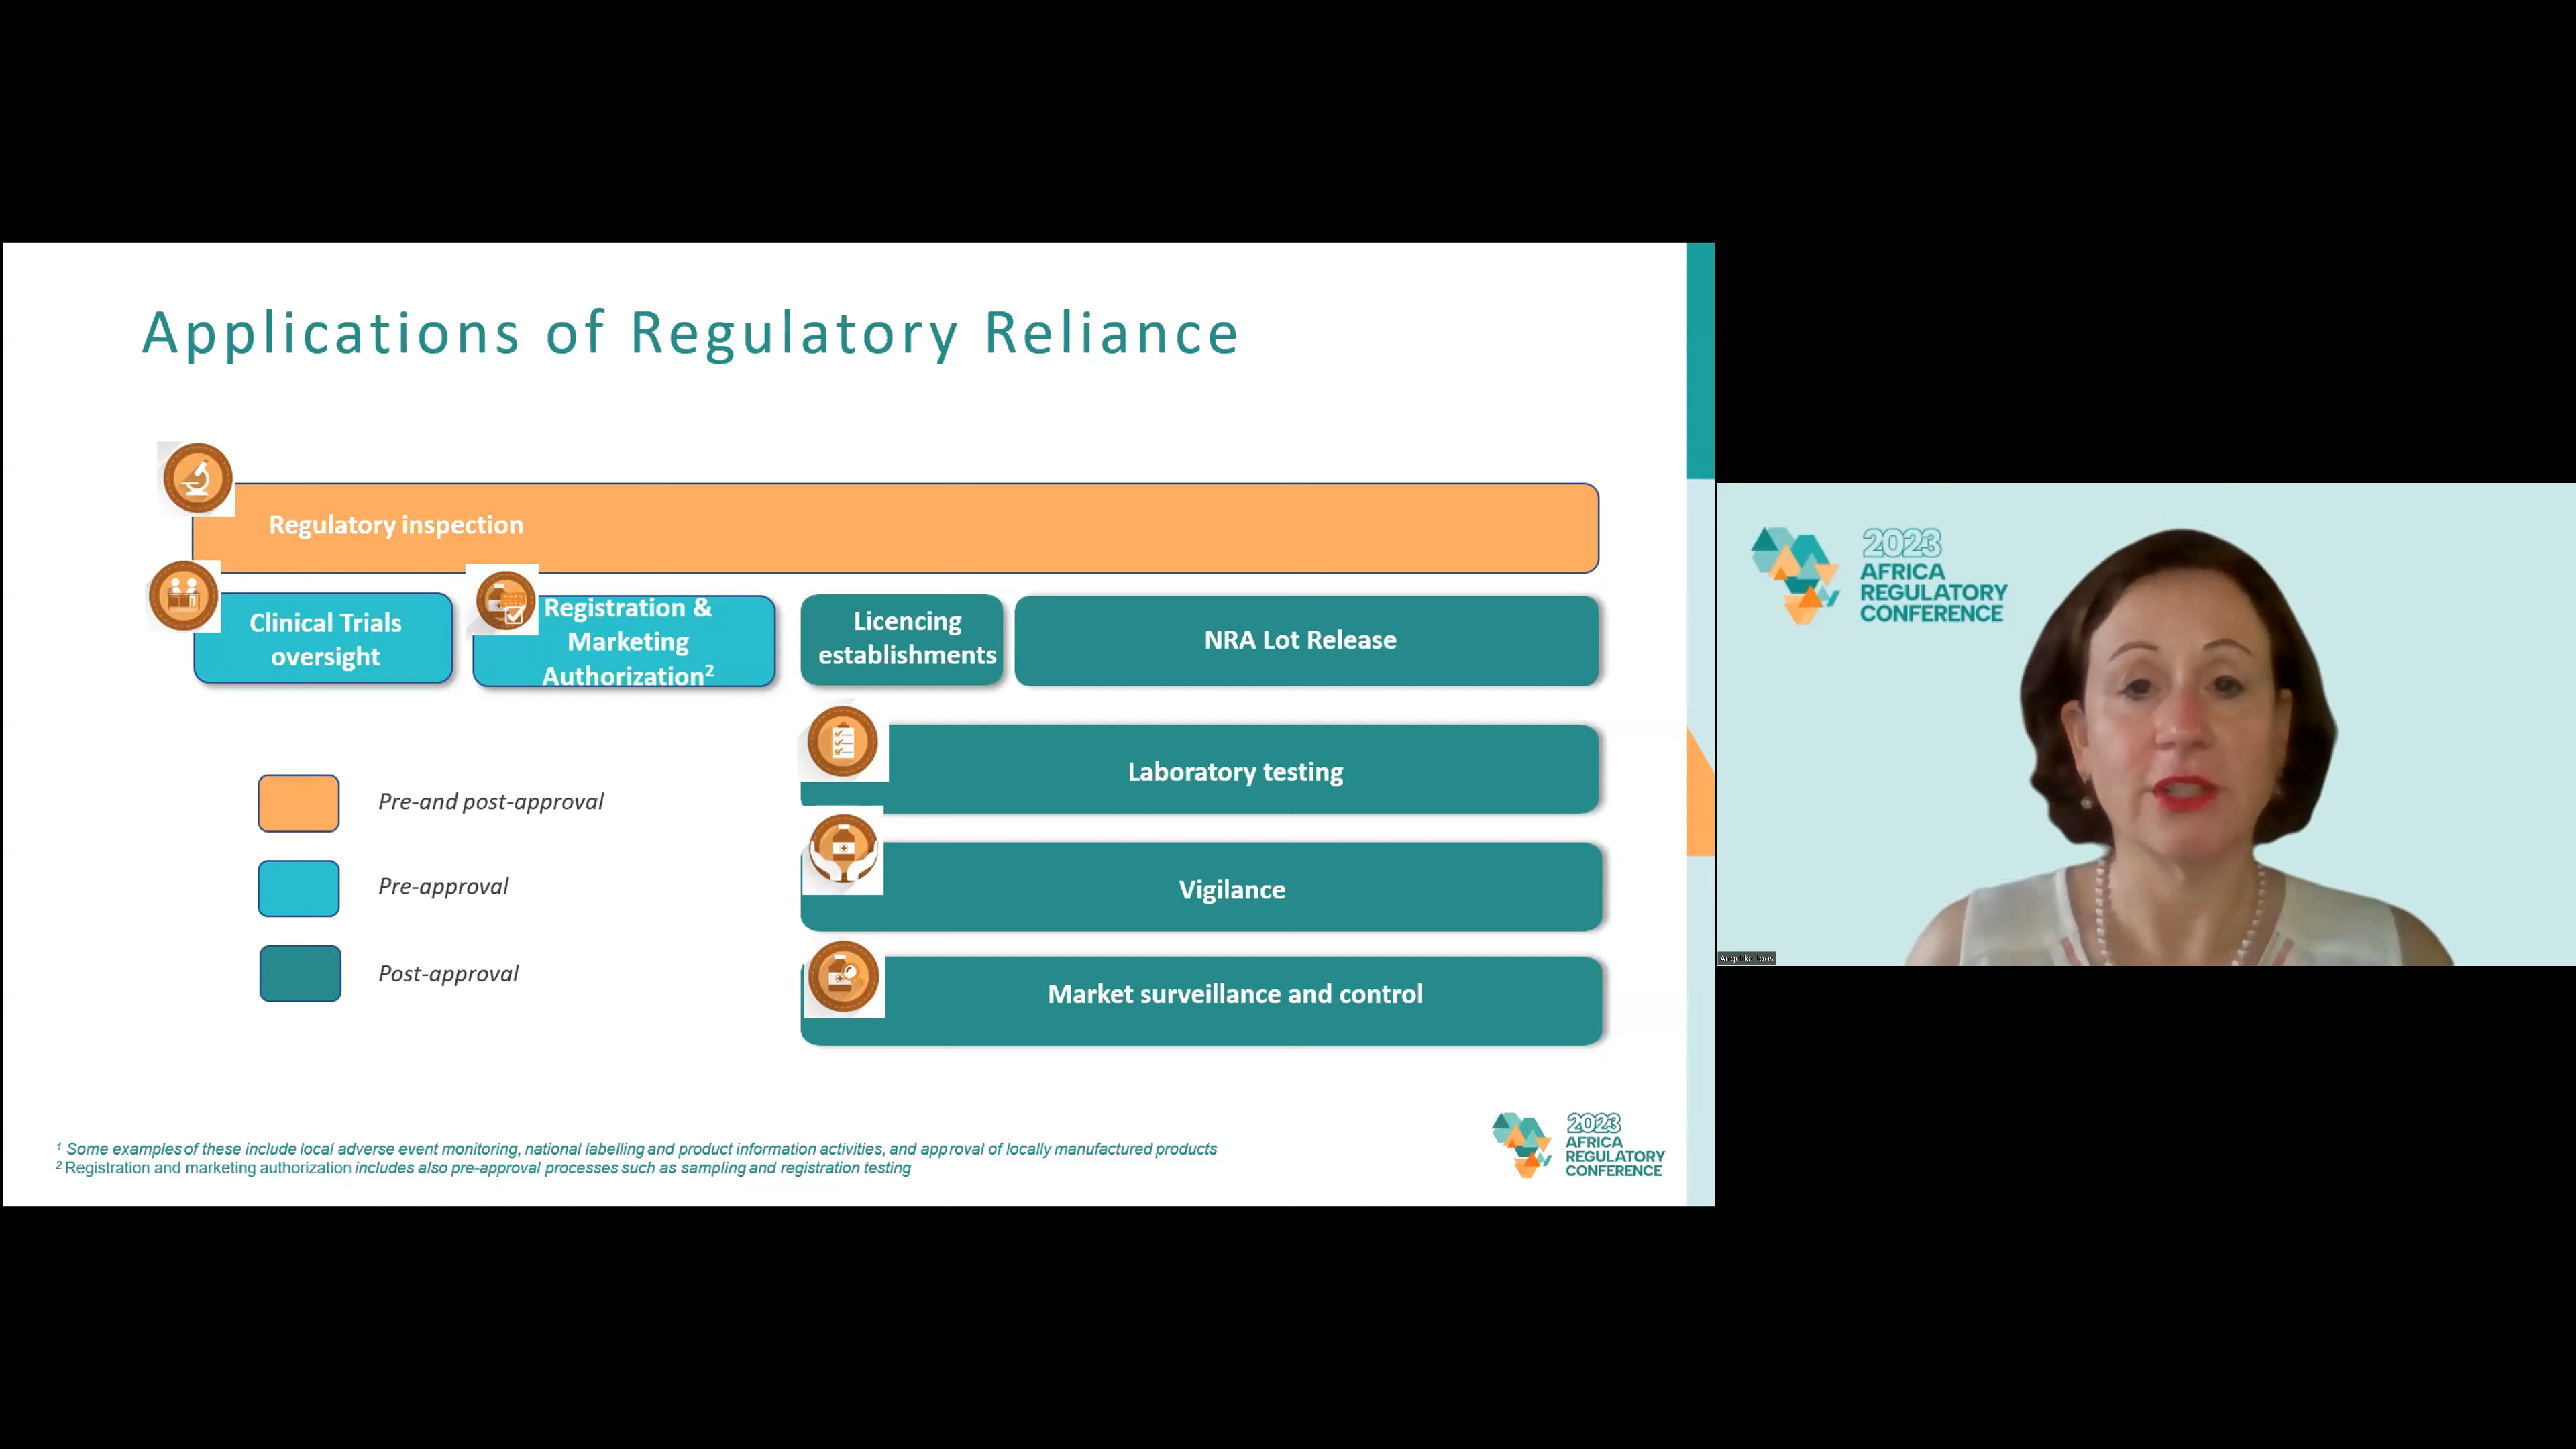 Applications of Regulatory Reliance
Regulatory inspection
Clinical Trials
oversight
Registration &
Marketing
Authorization²
Licencing
establishments
NRA Lot Release
Laboratory testing
Vigilance
Market surveillance and control
Pre-and post-approval
Pre-approval
Post-approval
¹ Some examples of these include local adverse event monitoring, national labelling and product information activities, and approval of locally manufactured products
² Registration and marketing authorization includes also pre-approval processes such as sampling and registration testing
2023
AFRICA
REGULATORY
CONFERENCE
2023
AFRICA
REGULATORY
CONFERENCE
Angelika Joos